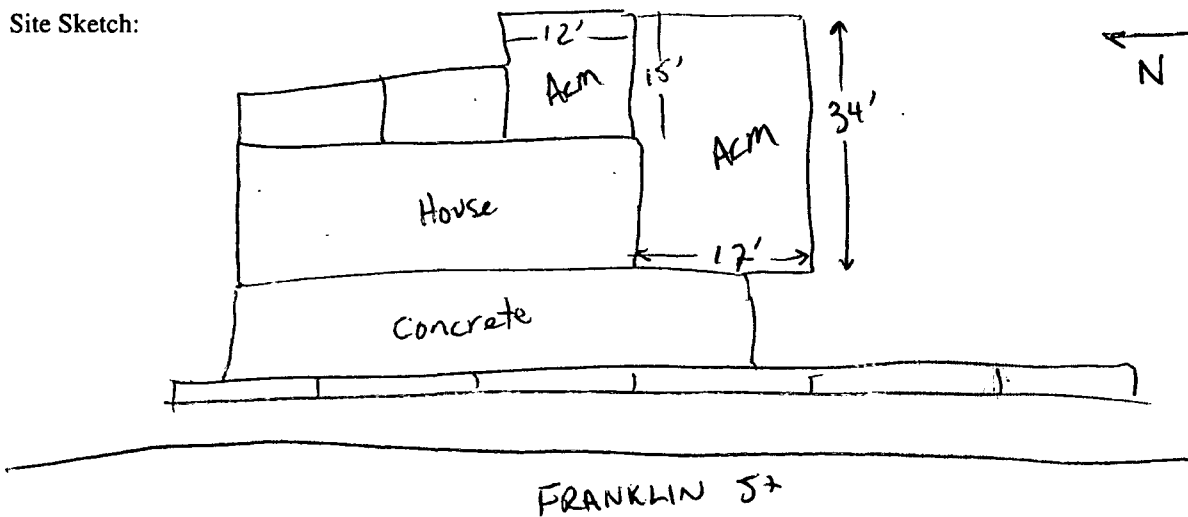 Site Sketch:
12'
N
ACM
15'
34'
ACM
House
17'
Concrete
FRANKLIN St